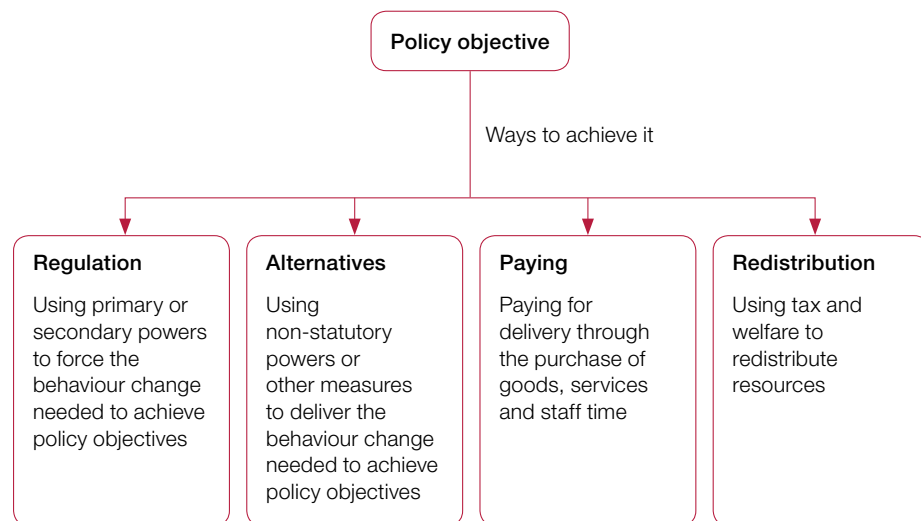 Policy objective
Ways to achieve it
Regulation
Using primary or
secondary powers
to force the
behaviour change
needed to achieve
policy objectives
Alternatives
Using
non-statutory
powers or
other measures
to deliver the
behaviour change
needed to achieve
policy objectives
Paying
Paying for
delivery through
the purchase of
goods, services
and staff time
Redistribution
Using tax and
welfare to
redistribute
resources